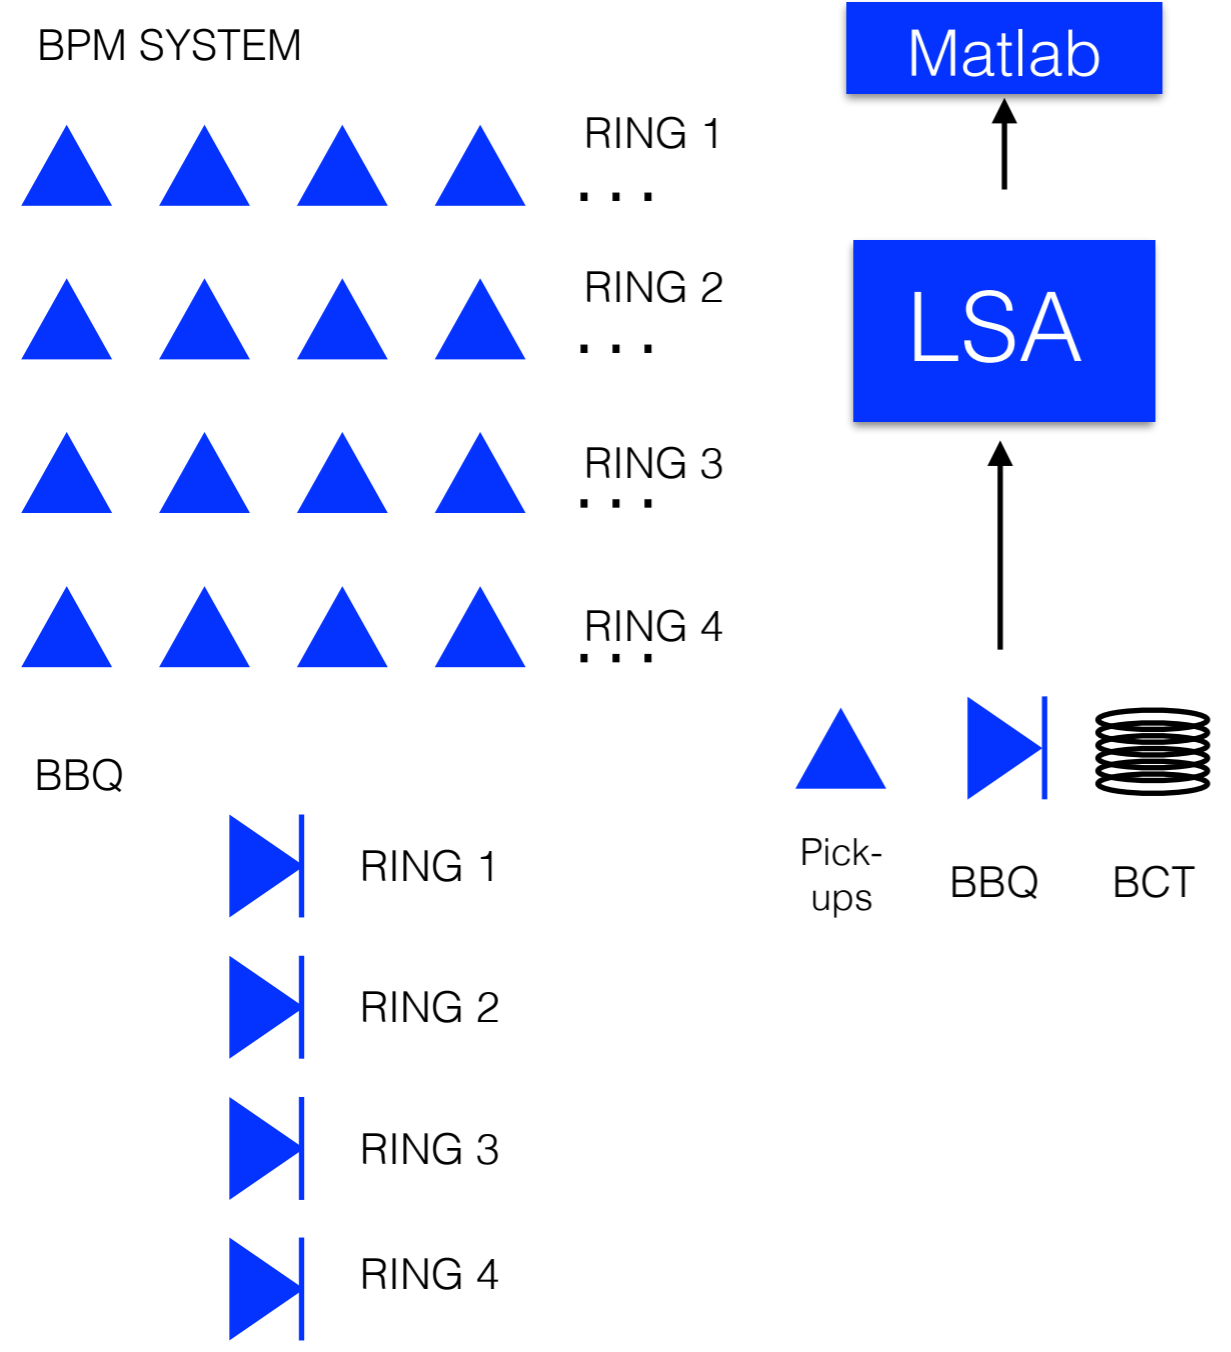 BPM SYSTEM
RING 1
. . .
RING 2
. . .
RING 3
. . .
RING 4
. . .
BBQ
RING 1
RING 2
RING 3
RING 4
Matlab
LSA
Pick-
ups
BBQ
BCT